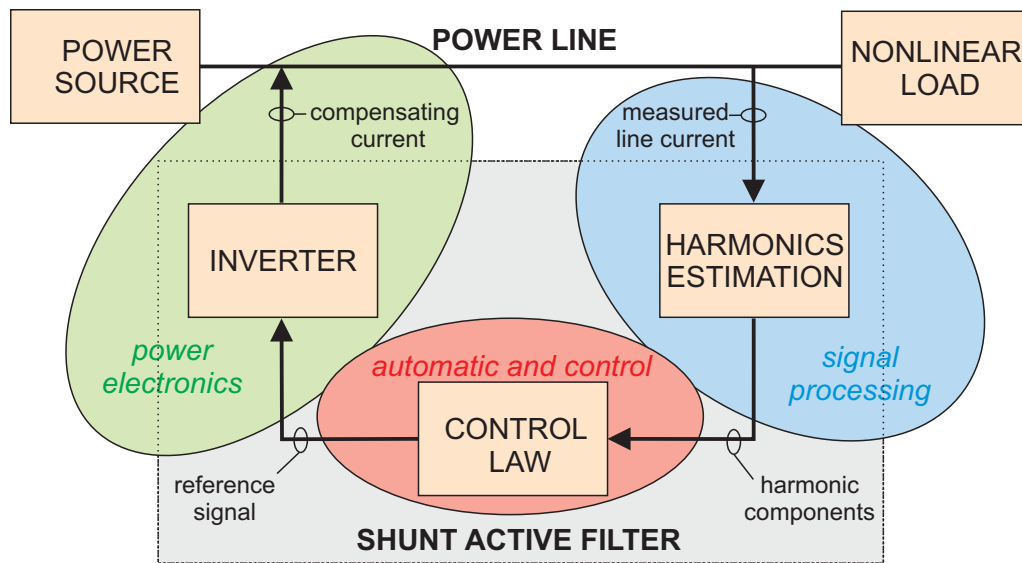 POWER
SOURCE
POWER LINE
NONLINEAR
LOAD
compensating
current
measured
line current
INVERTER
HARMONICS
ESTIMATION
power
electronics
automatic and control
signal
processing
CONTROL
LAW
reference
signal
harmonic
components
SHUNT ACTIVE FILTER